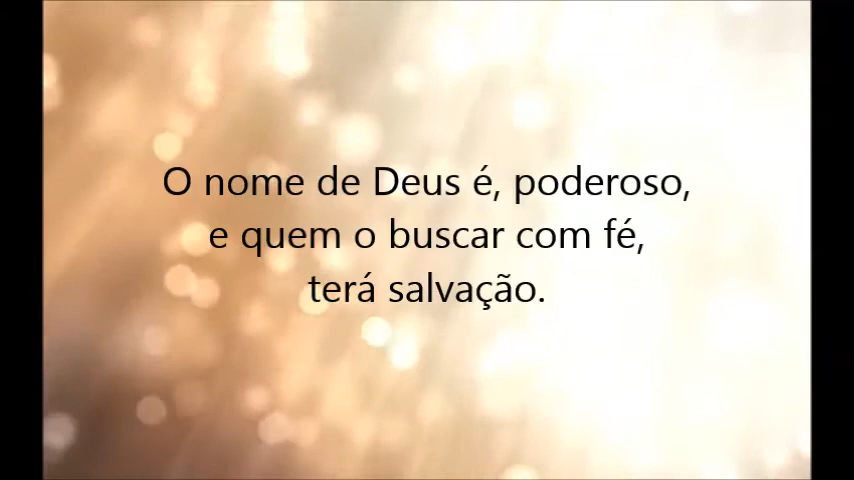 O nome de Deus é, poderoso,
e quem o buscar com fé,
terá salvação.